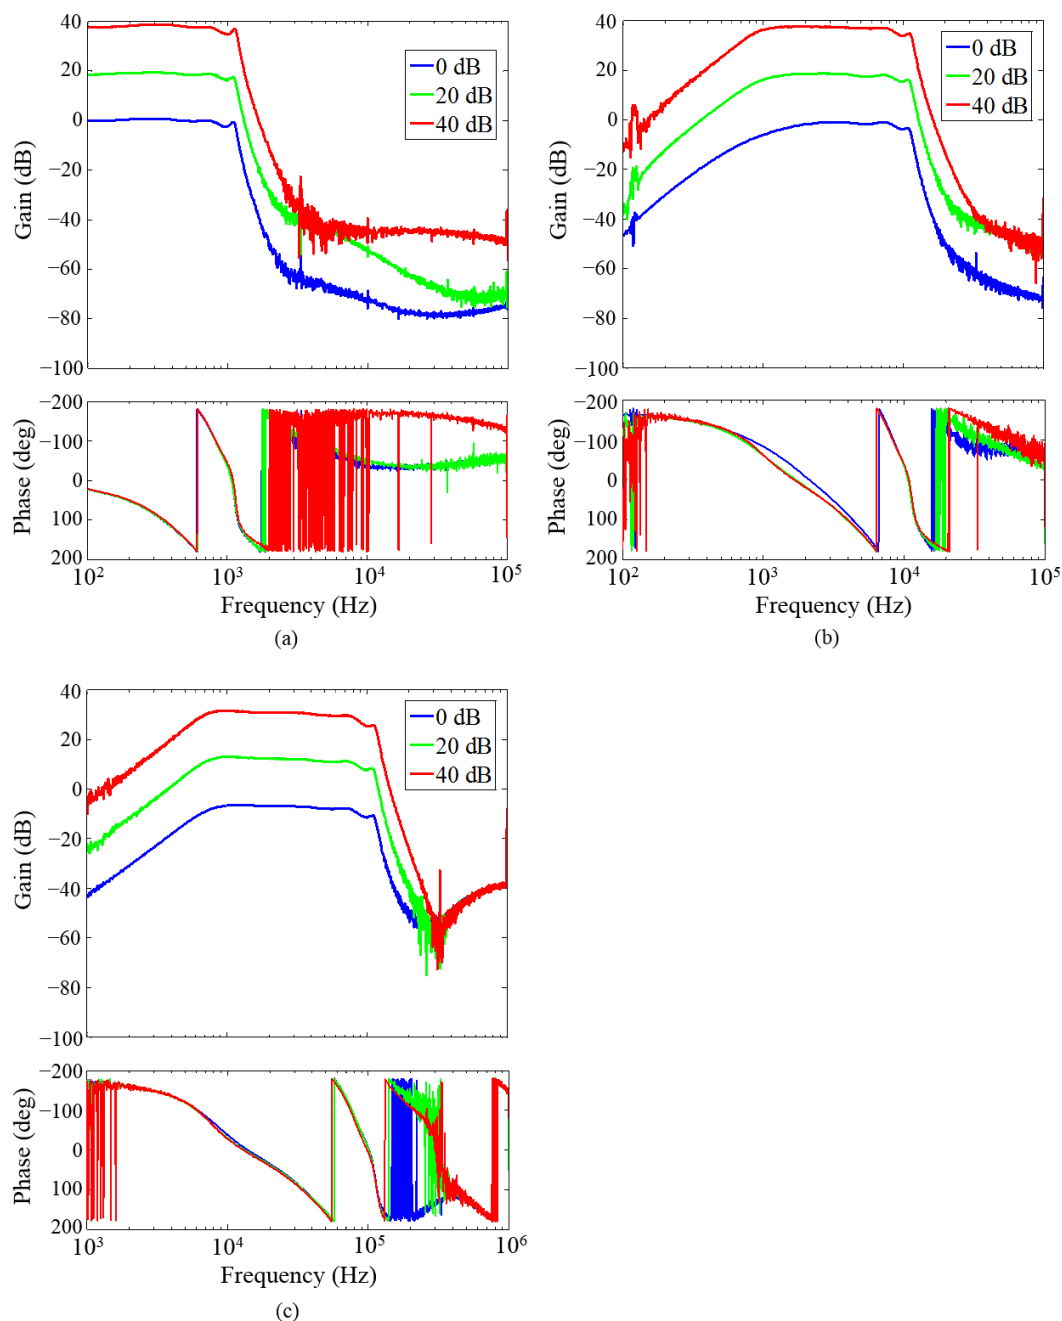 40
20
0
−20
−40
−60
−80
−100
Gain (dB)
0 dB
20 dB
40 dB
−200
−100
0
100
200
Phase (deg)
10² 10³ 10⁴ 10⁵
Frequency (Hz)
(a)
40
20
0
−20
−40
−60
−80
−100
Gain (dB)
0 dB
20 dB
40 dB
−200
−100
0
100
200
Phase (deg)
10² 10³ 10⁴ 10⁵
Frequency (Hz)
(b)
40
20
0
−20
−40
−60
−80
−100
Gain (dB)
0 dB
20 dB
40 dB
−200
−100
0
100
200
Phase (deg)
10³ 10⁴ 10⁵ 10⁶
Frequency (Hz)
(c)